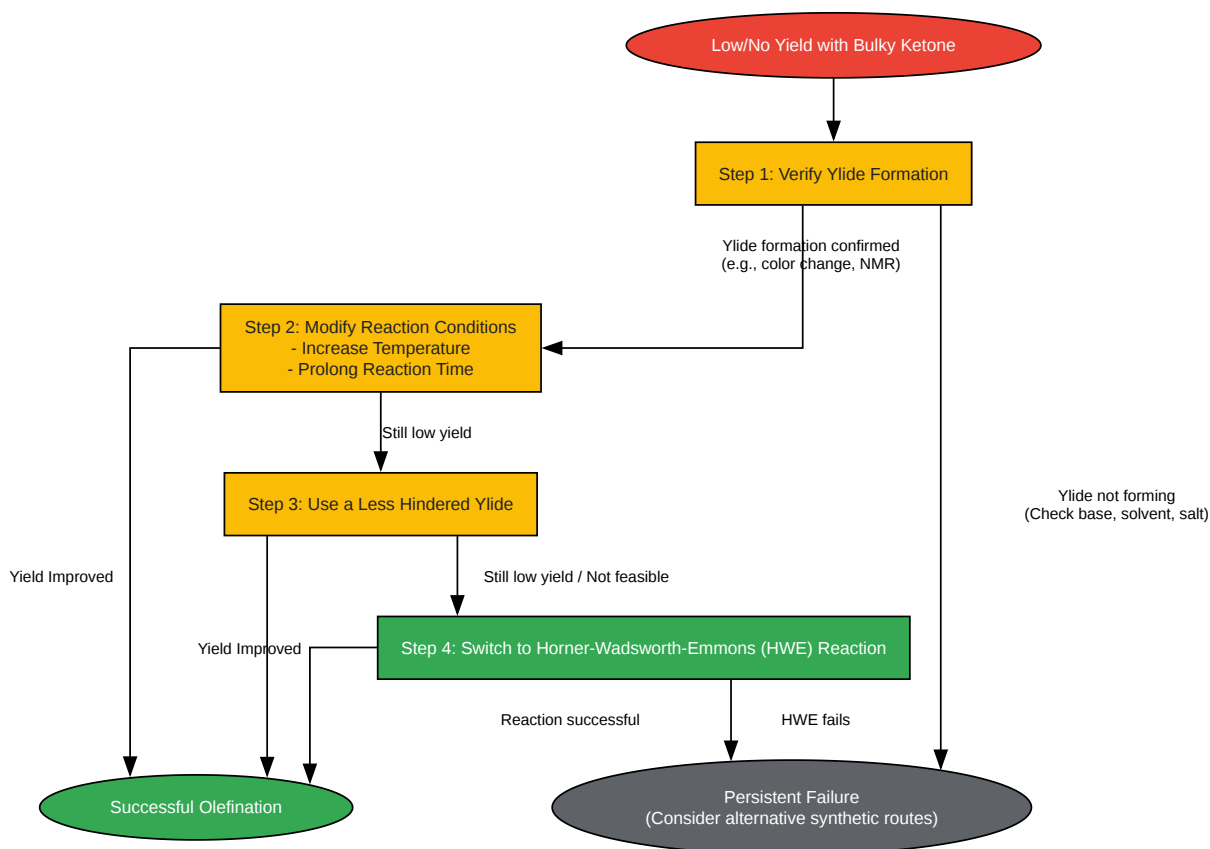 Low/No Yield with Bulky Ketone
Step 1: Verify Ylide Formation
Ylide formation confirmed
(e.g., color change, NMR)
Step 2: Modify Reaction Conditions
- Increase Temperature
- Prolong Reaction Time
Still low yield
Step 3: Use a Less Hindered Ylide
Ylide not forming
(Check base, solvent, salt)
Yield Improved
Still low yield / Not feasible
Yield Improved
Step 4: Switch to Horner-Wadsworth-Emmons (HWE) Reaction
Reaction successful
HWE fails
Successful Olefination
Persistent Failure
(Consider alternative synthetic routes)